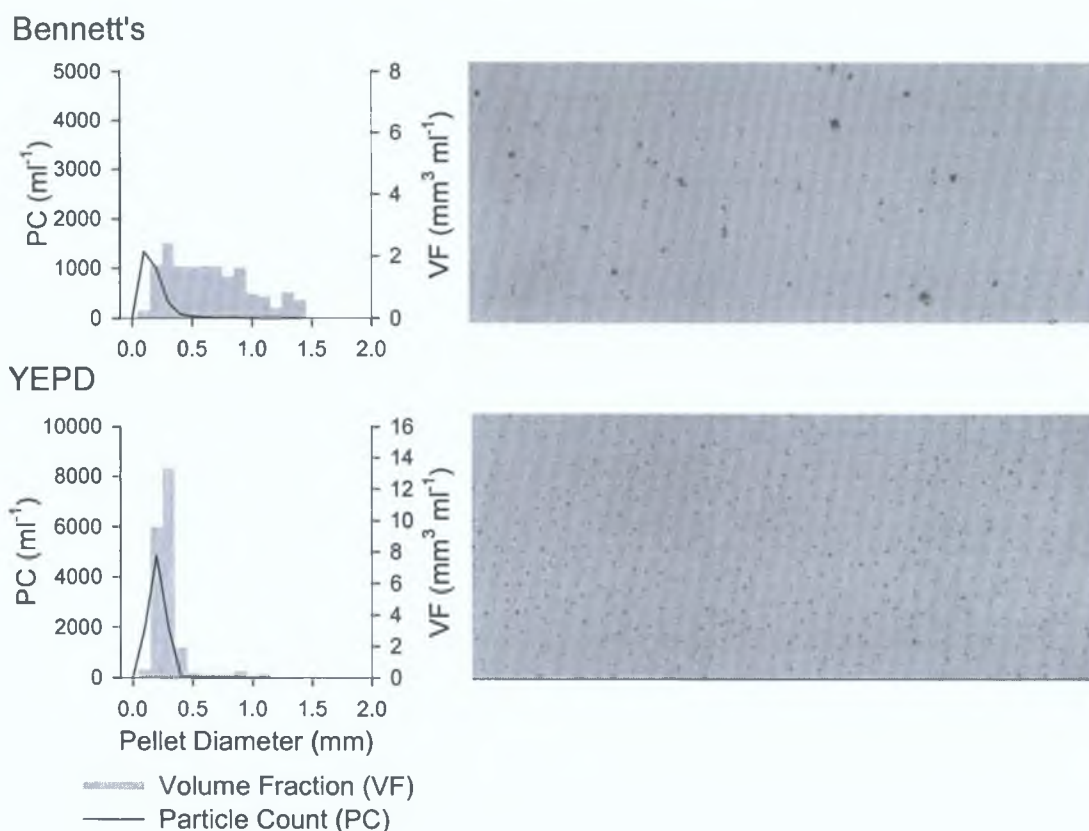 Bennett's
5000
4000
3000
2000
1000
0
PC (ml⁻¹)
8
6
4
2
0
VF (mm³ ml⁻¹)
0.0 0.5 1.0 1.5 2.0
YEPD
10000
8000
6000
4000
2000
0
PC (ml⁻¹)
16
14
12
10
8
6
4
2
0
VF (mm³ ml⁻¹)
0.0 0.5 1.0 1.5 2.0
Pellet Diameter (mm)
Volume Fraction (VF)
Particle Count (PC)